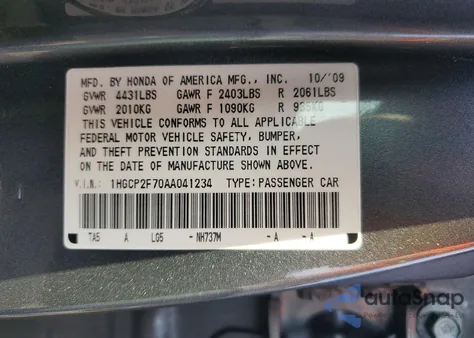 MFD. BY HONDA OF AMERICA MFG., INC. 10/'09
GVWR 4431LBS GAWR F 2403LBS R 2061LBS
GVWR 2010KG GAWR F 1090KG R
THIS VEHICLE CONFORMS TO ALL APPLICABLE
FEDERAL MOTOR VEHICLE SAFETY, BUMPER,
AND THEFT PREVENTION STANDARDS IN EFFECT
ON THE DATE OF MANUFACTURE SHOWN ABOVE.
V.I.N.: 1HGCP2F70AA041234 TYPE: PASSENGER CAR
TA5 A LG5 - NH737M - A - A
autoSnap